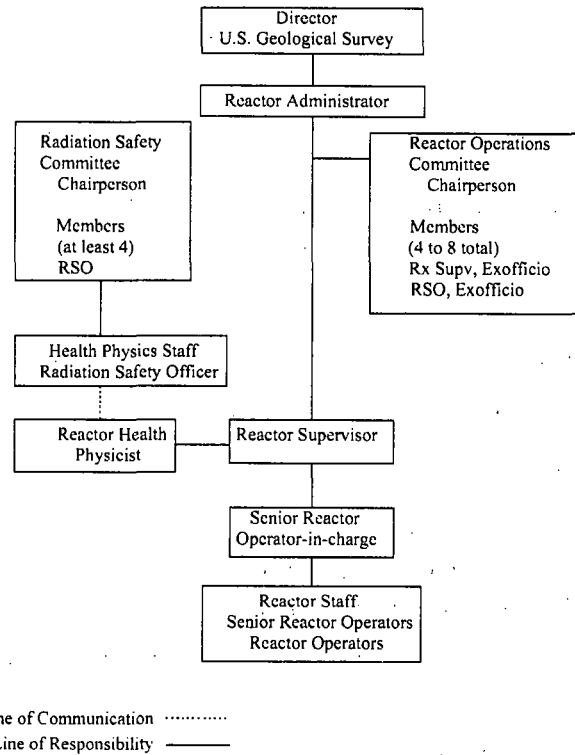 Director
U.S. Geological Survey
Reactor Administrator
Radiation Safety
Committee
Chairperson
Members
(at least 4)
RSO
Reactor Operations
Committee
Chairperson
Members
(4 to 8 total)
Rx Supv, Exofficio
RSO, Exofficio
Health Physics Staff
Radiation Safety Officer
Reactor Health
Physicist
Reactor Supervisor
Senior Reactor
Operator-in-charge
Reactor Staff
Senior Reactor Operators
Reactor Operators
ne of Communication
Line of Responsibility